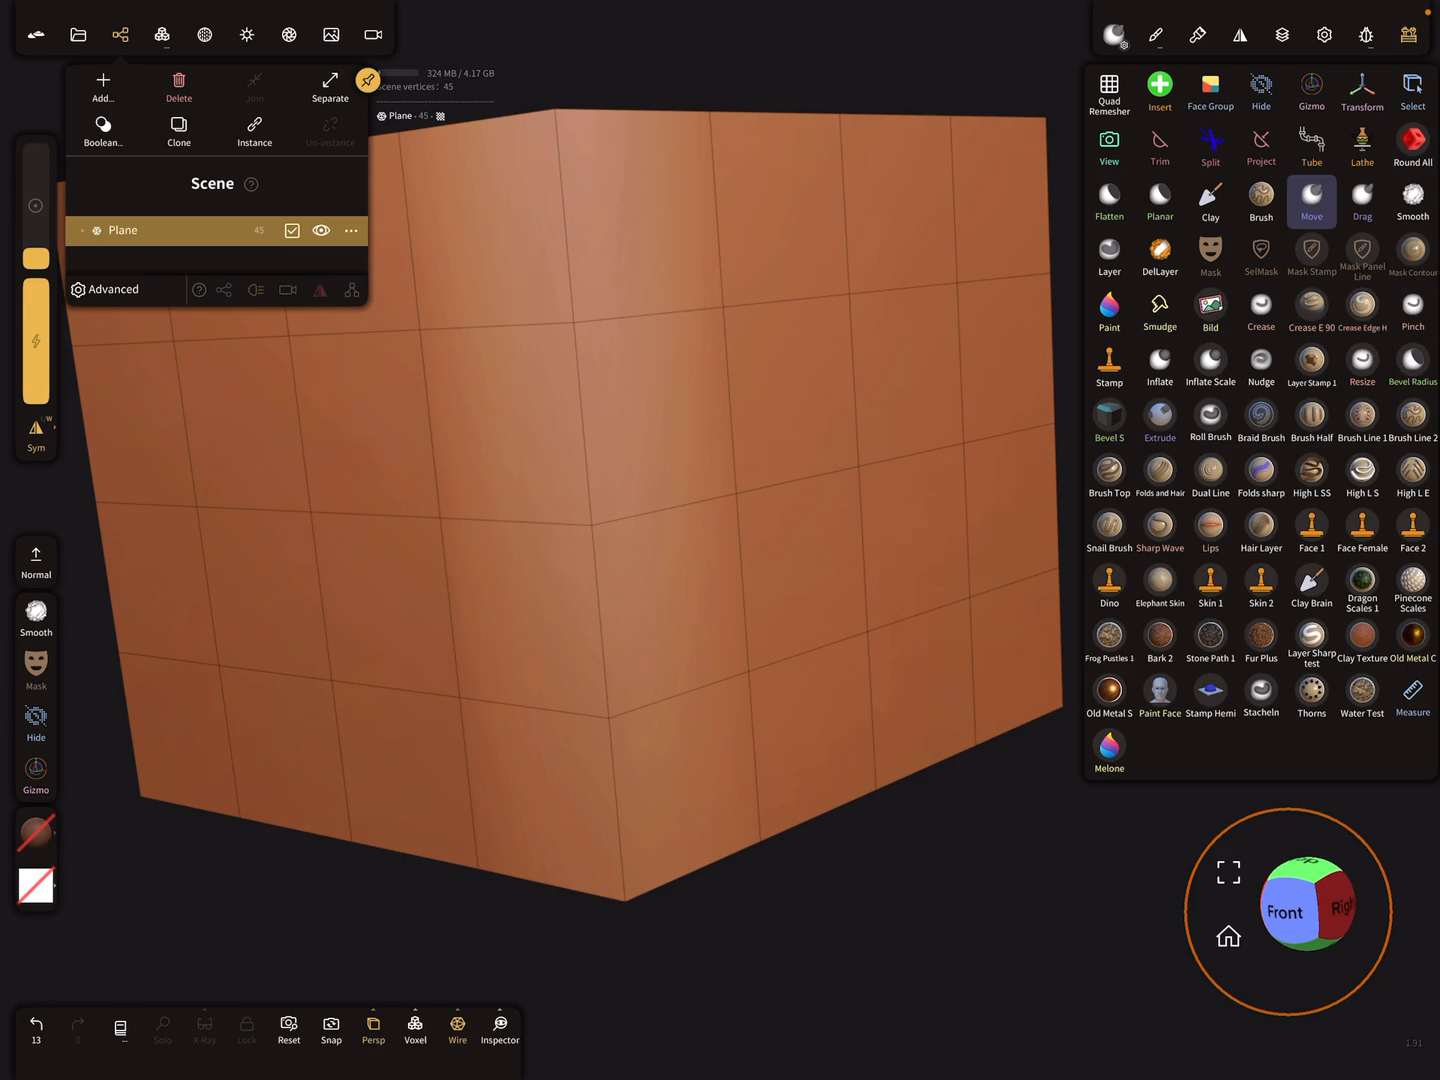 324 MB / 4.17 GB
Scene vertices: 45
Plane · 45 ·
Add...
Delete
Join
Separate
Boolean...
Clone
Instance
Un-instance
Scene ?
Plane 45
Advanced
?
Sym
Normal
Smooth
Mask
Hide
Gizmo
13
0
Solo
X-Ray
Lock
Reset
Snap
Persp
Voxel
Wire
Inspector
Quad Remesher
Insert
Face Group
Hide
Gizmo
Transform
Select
View
Trim
Split
Project
Tube
Lathe
Round All
Flatten
Planar
Clay
Brush
Move
Drag
Smooth
Layer
DelLayer
Mask
SelMask
Mask Stamp
Mask Panel Line
Mask Contour
Paint
Smudge
Bild
Crease
Crease E 90
Crease Edge H
Pinch
Stamp
Inflate
Inflate Scale
Nudge
Layer Stamp 1
Resize
Bevel Radius
Bevel S
Extrude
Roll Brush
Braid Brush
Brush Half
Brush Line 1
Brush Line 2
Brush Top
Folds and Hair
Dual Line
Folds sharp
High L SS
High L S
High L E
Snail Brush
Sharp Wave
Lips
Hair Layer
Face 1
Face Female
Face 2
Dino
Elephant Skin
Skin 1
Skin 2
Clay Brain
Dragon Scales 1
Pinecone Scales
Frog Pustles 1
Bark 2
Stone Path 1
Fur Plus
Layer Sharp test
Clay Texture
Old Metal C
Old Metal S
Paint Face
Stamp Hemi
Stacheln
Thorns
Water Test
Measure
Melone
Front
Righ
1.91